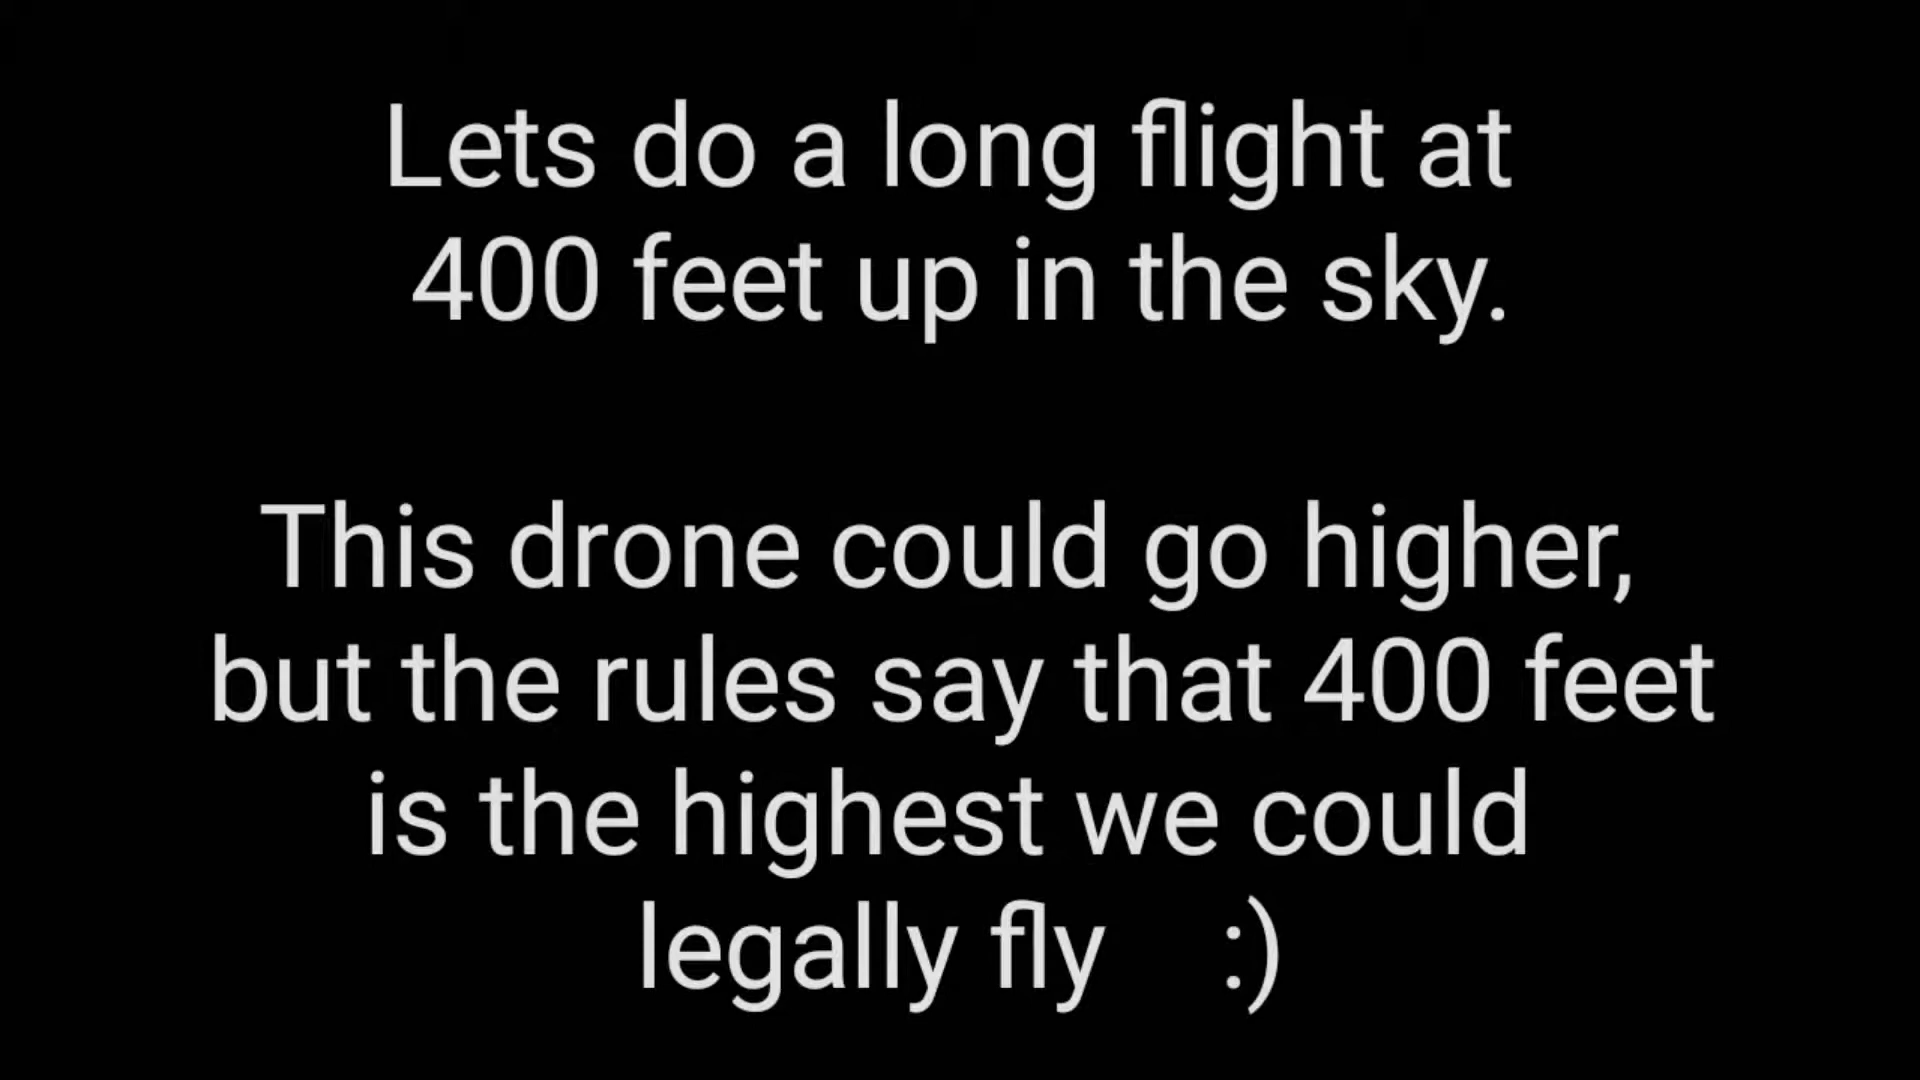 Lets do a long flight at
400 feet up in the sky.
This drone could go higher,
but the rules say that 400 feet
is the highest we could
legally fly :)